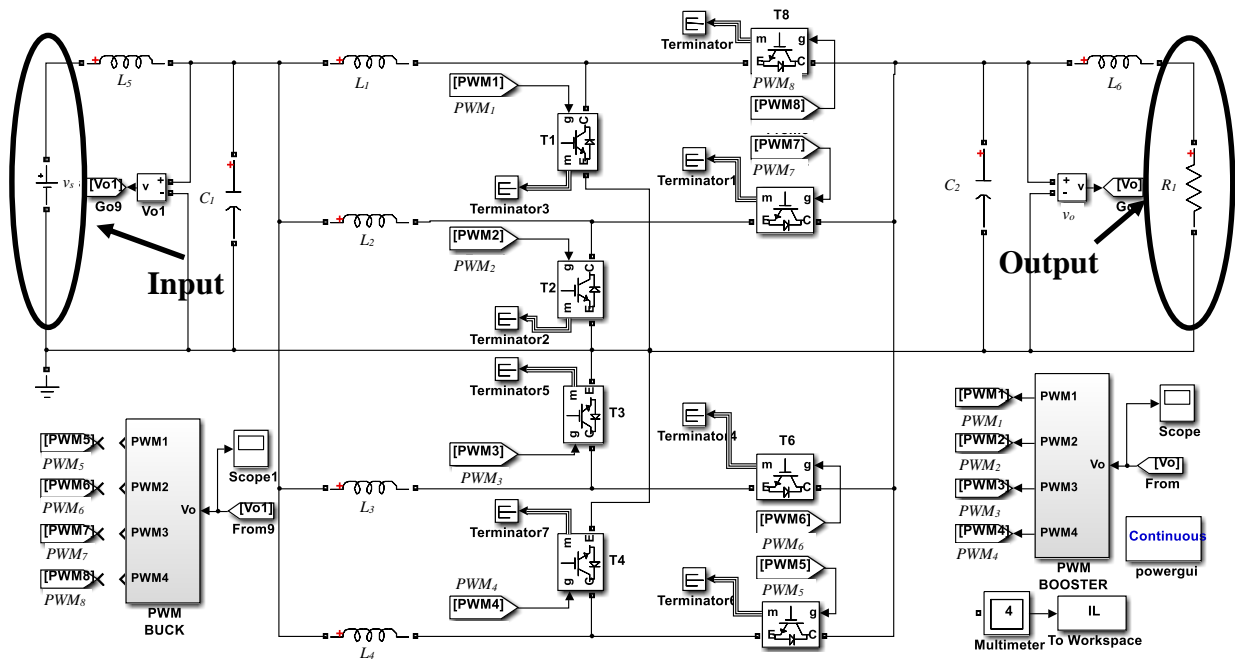 T8
m
g
E
C
Terminator
PWM8
[PWM8]
L5
L1
[PWM1]
PWM1
g
C
T1
m
E
[PWM7]
PWM7
Terminator1
m
g
E
C
L6
vs
[Vo1]
Go9
v
+
-
Vo1
C1
Terminator3
C2
+
-
v
vo
[Vo]
R1
Input
L2
[PWM2]
PWM2
g
C
T2
m
E
Terminator2
Output
Terminator5
m
E
T3
g
C
[PWM3]
PWM3
Terminator4
T6
m
g
E
C
[PWM6]
PWM6
L3
Terminator7
m
E
T4
g
C
PWM4
[PWM4]
[PWM5]
PWM5
m
g
E
C
L4
[PWM5]
PWM5
[PWM6]
PWM6
[PWM7]
PWM7
[PWM8]
PWM8
PWM1
PWM2
PWM3
PWM4
Vo
PWM
BUCK
Scope1
[Vo1]
From9
[PWM1]
PWM1
[PWM2]
PWM2
[PWM3]
PWM3
[PWM4]
PWM4
PWM1
PWM2
PWM3
PWM4
Vo
PWM
BOOSTER
Scope
[Vo]
From
Continuous
powergui
4
Multimeter
IL
To Workspace